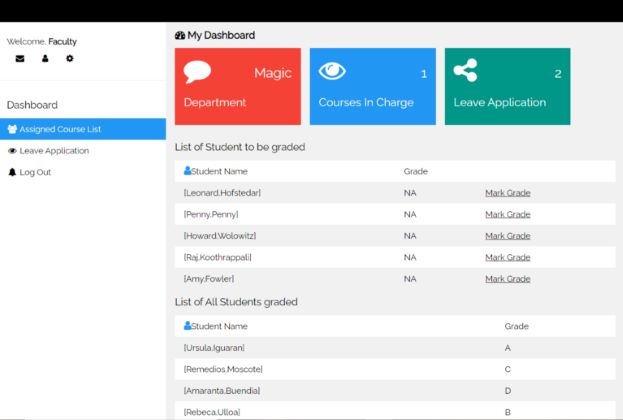 Welcome, Faculty
Dashboard
Assigned Course List
Leave Application
Log Out
My Dashboard
Magic
Department
1
Courses In Charge
2
Leave Application
List of Student to be graded
Student Name Grade
[Leonard,Hofstedar] NA Mark Grade
[Penny,Penny] NA Mark Grade
[Howard,Wolowitz] NA Mark Grade
[Raj,Koothrappali] NA Mark Grade
[Amy,Fowler] NA Mark Grade
List of All Students graded
Student Name Grade
[Ursula,Iguaran] A
[Remedios,Moscote] C
[Amaranta,Buendia] D
[Rebeca,Ulloa] B